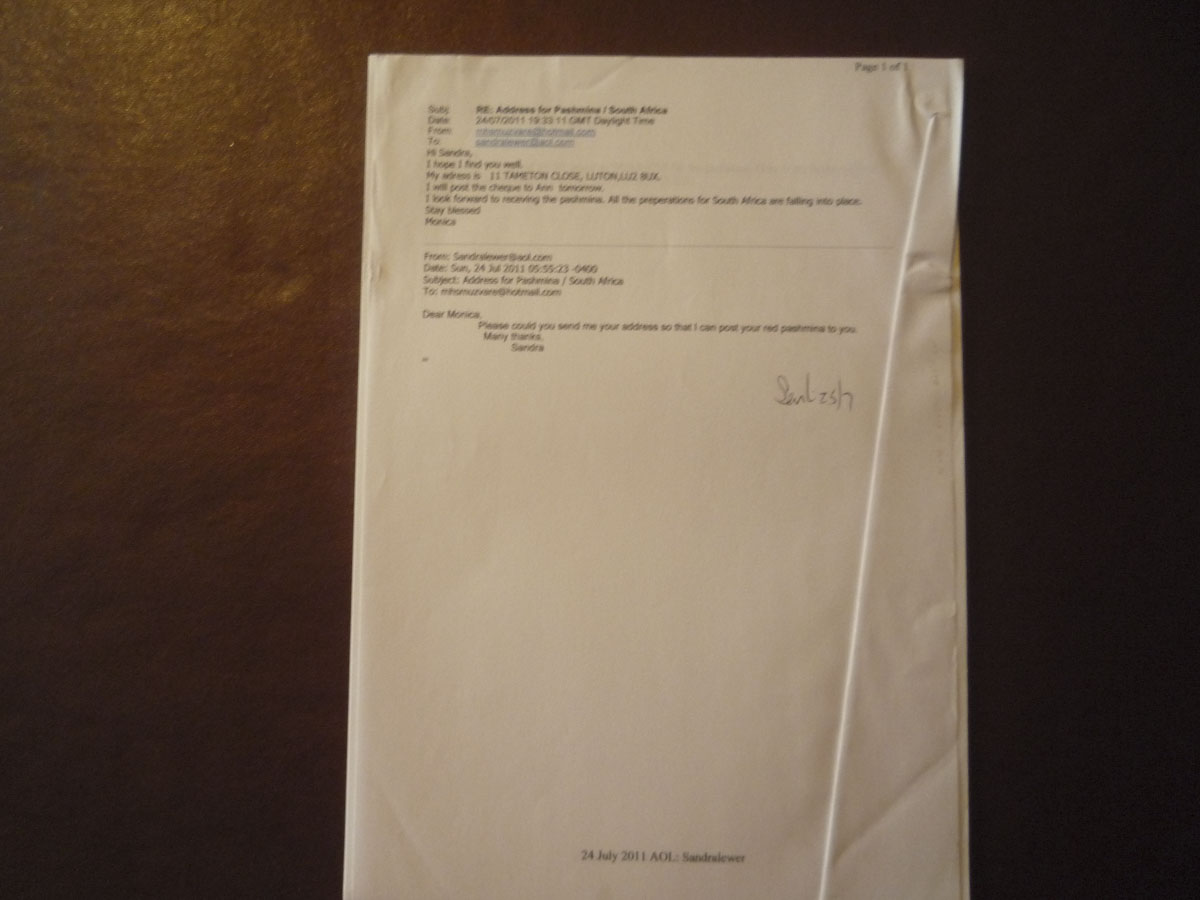 Page 1 of 1
Subj: RE: Address for Pashmina / South Africa
Date: 24/07/2011 19:33:11 GMT Daylight Time
From: mhsmuzvare@hotmail.com
To: sandralewer@aol.com
Hi Sandra,
I hope I find you well.
My adress is 11 TAMETON CLOSE, LUTON,LU2 8UX.
I will post the cheque to Ann tomorrow.
I look forward to receving the pashmina. All the preperations for South Africa are falling into place.
Stay blessed
Monica
From: Sandralewer@aol.com
Date: Sun, 24 Jul 2011 05:55:23 -0400
Subject: Address for Pashmina / South Africa
To: mhsmuzvare@hotmail.com
Dear Monica,
Please could you send me your address so that I can post your red pashmina to you.
Many thanks,
Sandra
=
24 July 2011 AOL: Sandralewer